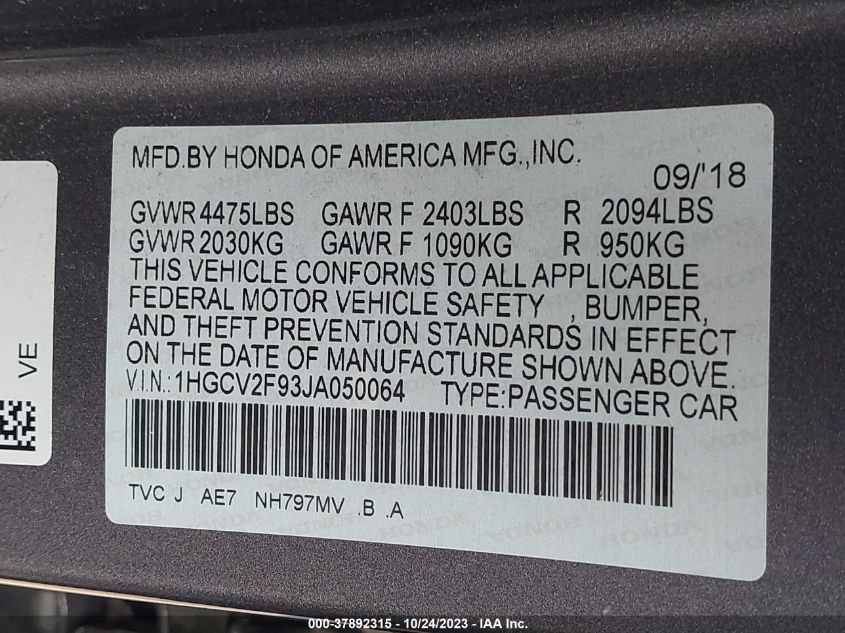 MFD.BY HONDA OF AMERICA MFG.,INC.
09/'18
GVWR 4475LBS GAWR F 2403LBS R 2094LBS
GVWR 2030KG GAWR F 1090KG R 950KG
THIS VEHICLE CONFORMS TO ALL APPLICABLE
FEDERAL MOTOR VEHICLE SAFETY , BUMPER,
AND THEFT PREVENTION STANDARDS IN EFFECT
ON THE DATE OF MANUFACTURE SHOWN ABOVE.
V.I.N.:1HGCV2F93JA050064 TYPE:PASSENGER CAR
TVC J AE7 NH797MV .B .A
VE
HONDA HONDA
000-37892315 - 10/24/2023 - IAA Inc.